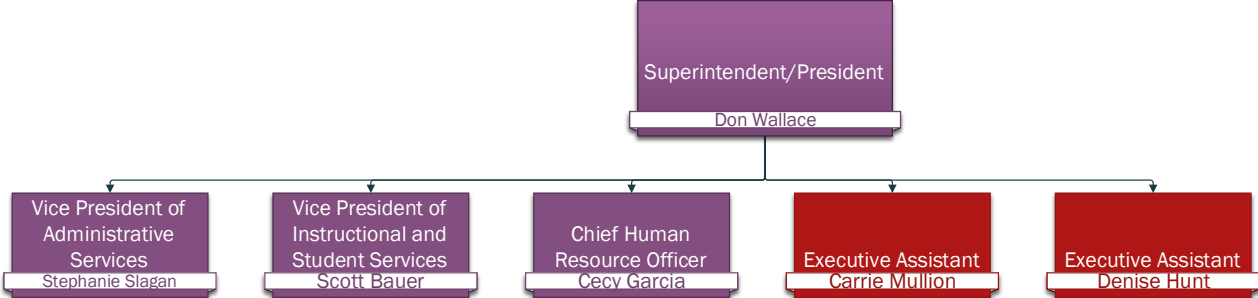 Superintendent/President
Don Wallace
Vice President of
Administrative
Services
Stephanie Slagan
Vice President of
Instructional and
Student Services
Scott Bauer
Chief Human
Resource Officer
Cecy Garcia
Executive Assistant
Carrie Mullion
Executive Assistant
Denise Hunt